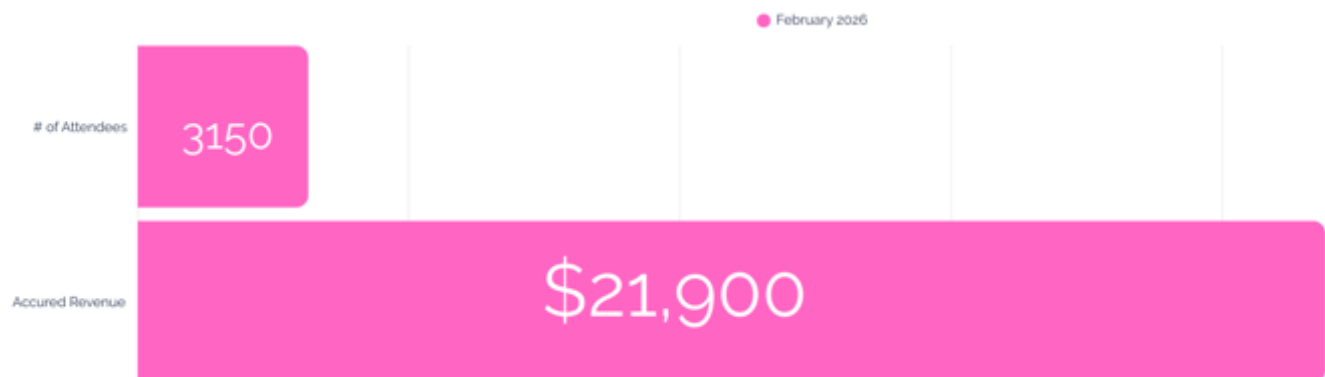 February 2026
# of Attendees
3150
Accured Revenue
$21,900